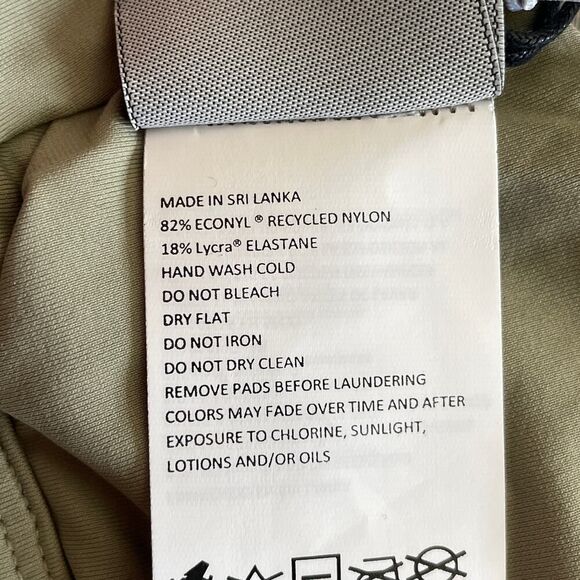 MADE IN SRI LANKA
82% ECONYL® RECYCLED NYLON
18% Lycra® ELASTANE
HAND WASH COLD
DO NOT BLEACH
DRY FLAT
DO NOT IRON
DO NOT DRY CLEAN
REMOVE PADS BEFORE LAUNDERING
COLORS MAY FADE OVER TIME AND AFTER
EXPOSURE TO CHLORINE, SUNLIGHT,
LOTIONS AND/OR OILS